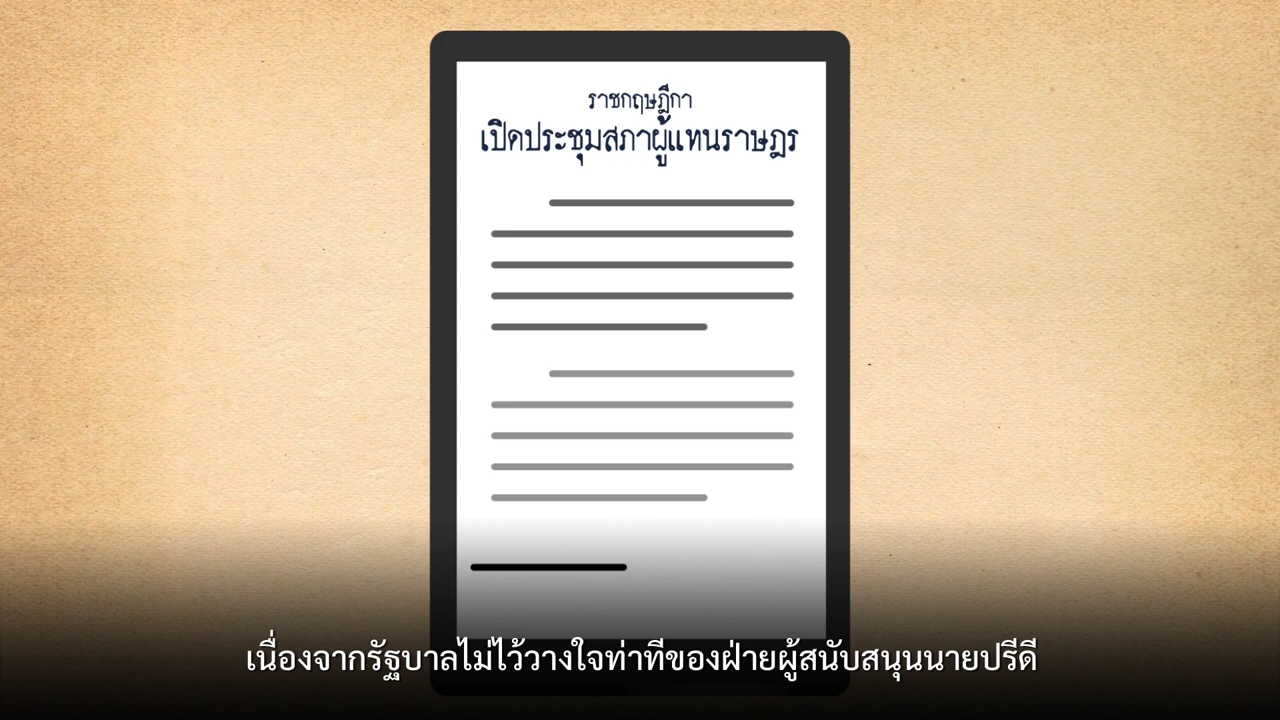 ราชกฤษฎีกา
เปิดประชุมสภาผู้แทนราษฎร
เนื่องจากรัฐบาลไม่ไว้วางใจท่าทีของฝ่ายผู้สนับสนุนนายปรีดี